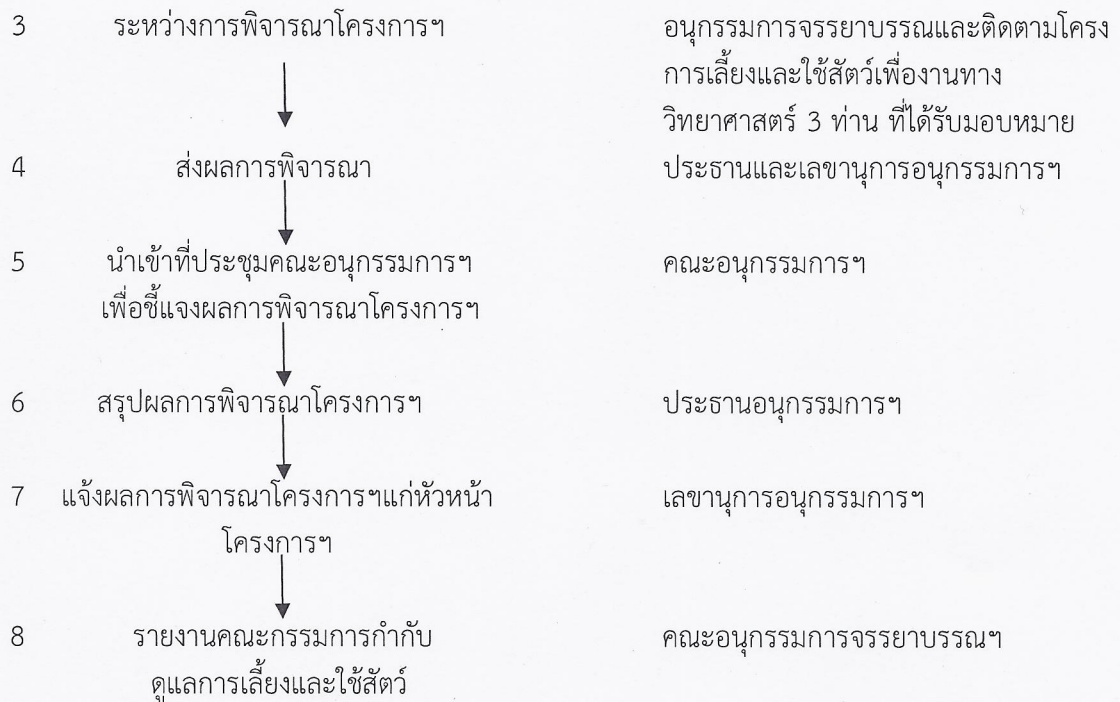 3 ระหว่างการพิจารณาโครงการฯ อนุกรรมการจรรยาบรรณและติดตามโครง
การเลี้ยงและใช้สัตว์เพื่องานทาง
วิทยาศาสตร์ 3 ท่าน ที่ได้รับมอบหมาย
4 ส่งผลการพิจารณา ประธานและเลขานุการอนุกรรมการฯ
5 นำเข้าที่ประชุมคณะอนุกรรมการฯ คณะอนุกรรมการฯ
เพื่อชี้แจงผลการพิจารณาโครงการฯ
6 สรุปผลการพิจารณาโครงการฯ ประธานอนุกรรมการฯ
7 แจ้งผลการพิจารณาโครงการฯแก่หัวหน้า เลขานุการอนุกรรมการฯ
โครงการฯ
8 รายงานคณะกรรมการกำกับ คณะอนุกรรมการจรรยาบรรณฯ
ดูแลการเลี้ยงและใช้สัตว์